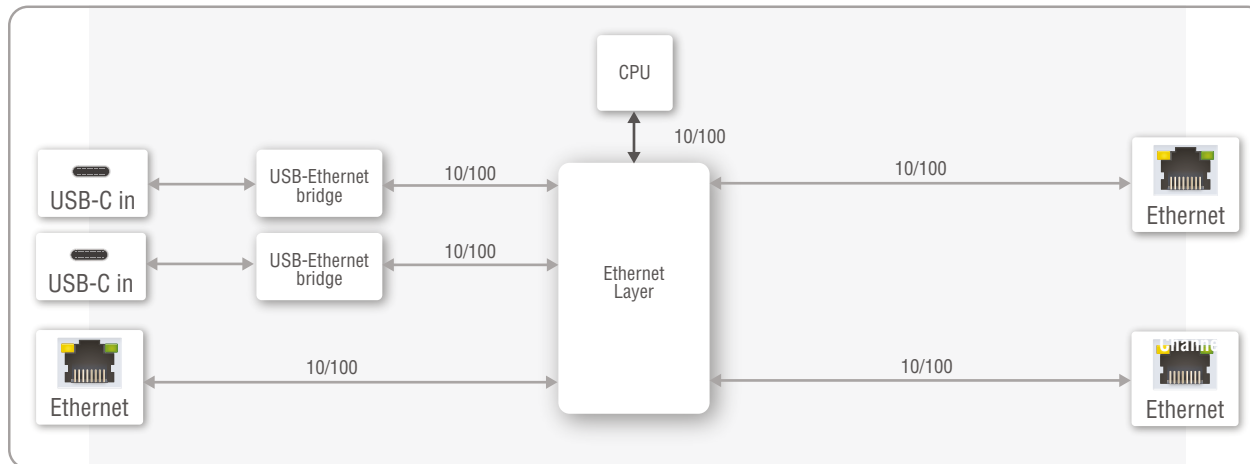 CPU
10/100
USB-C in
USB-Ethernet
bridge
10/100
10/100
Ethernet
USB-C in
USB-Ethernet
bridge
10/100
Ethernet
Layer
Ethernet
10/100
10/100
Channe
Ethernet